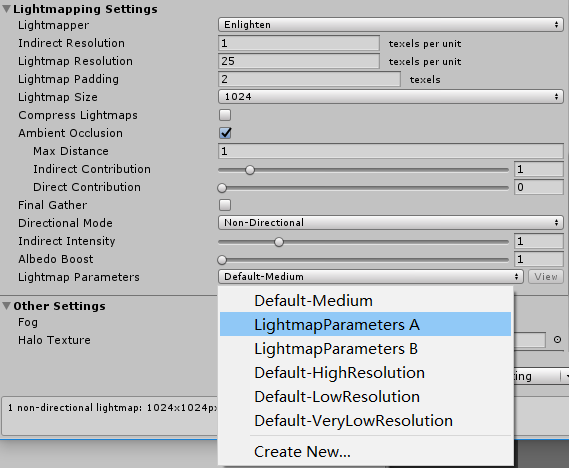 Lightmapping Settings
Lightmapper Enlighten
Indirect Resolution 1 texels per unit
Lightmap Resolution 25 texels per unit
Lightmap Padding 2 texels
Lightmap Size 1024
Compress Lightmaps
Ambient Occlusion
Max Distance 1
Indirect Contribution 1
Direct Contribution 0
Final Gather
Directional Mode Non-Directional
Indirect Intensity 1
Albedo Boost 1
Lightmap Parameters Default-Medium View
Default-Medium
Other Settings
Fog LightmapParameters A
Halo Texture LightmapParameters B
Default-HighResolution
Default-LowResolution
1 non-directional lightmap: 1024x1024px
Default-VeryLowResolution
Create New...